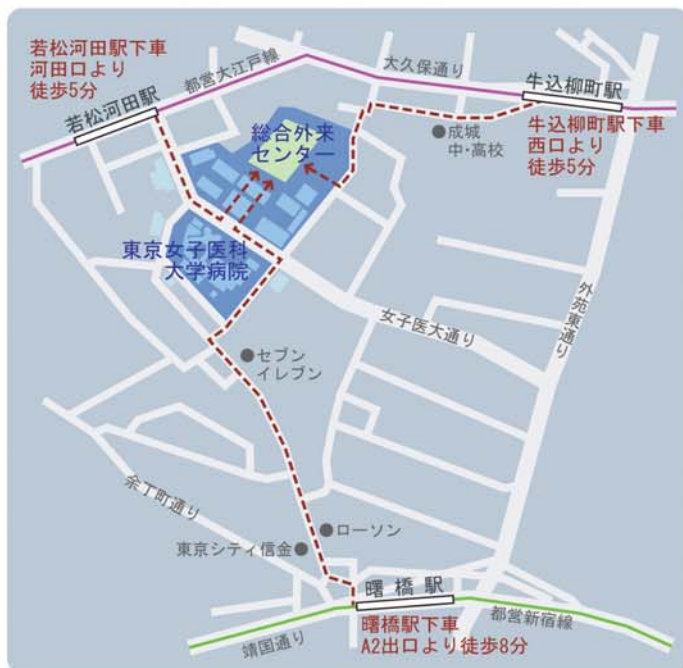 若松河田駅下車
河田口より
徒歩5分
若松河田駅
都営大江戸線
大久保通り
牛込柳町駅
牛込柳町駅下車
西口より
徒歩5分
成城
中・高校
総合外来
センター
東京女子医科
大学病院
女子医大通り
外苑東通り
セブン
イレブン
余丁町通り
ローソン
東京シティ信金
曙橋駅
都営新宿線
靖国通り
曙橋駅下車
A2出口より徒歩8分